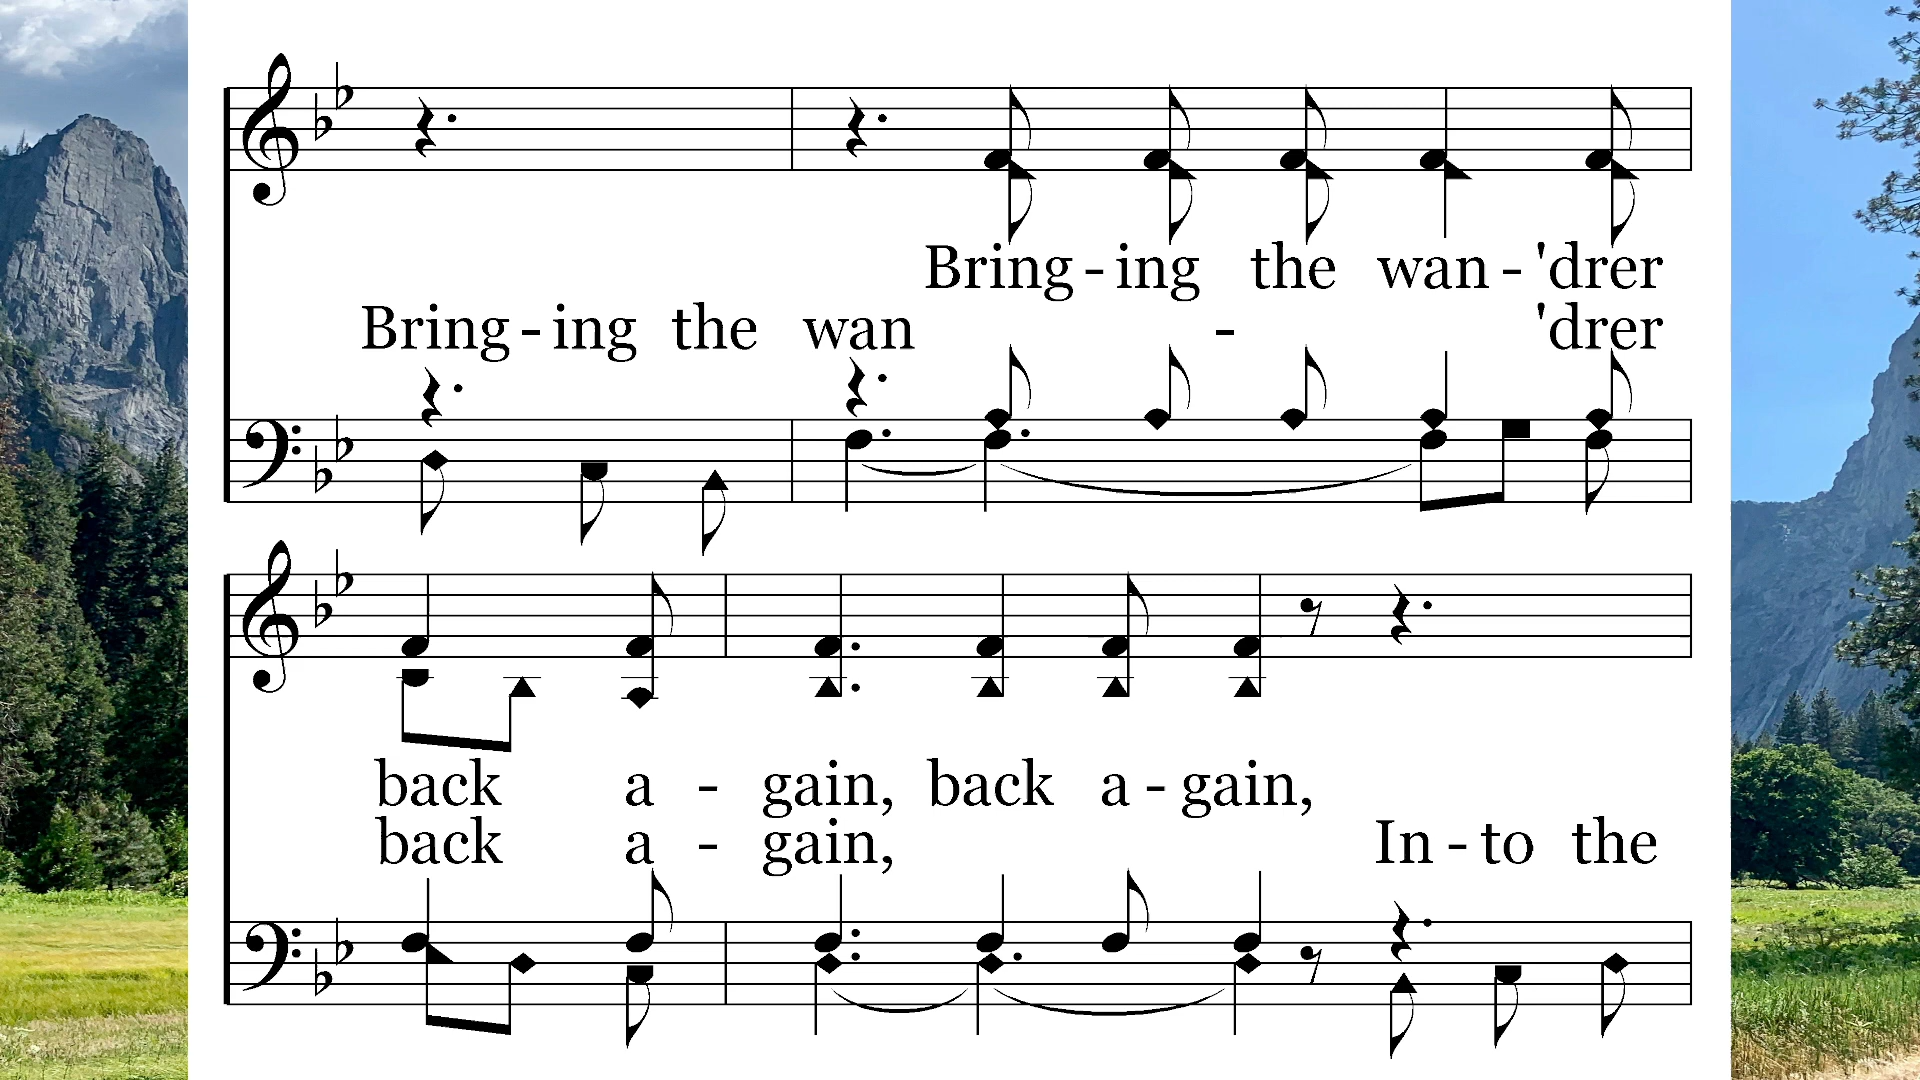 Bring - ing the wan - 'drer
Bring - ing the wan - 'drer
back a - gain, back a - gain,
back a - gain, In - to the